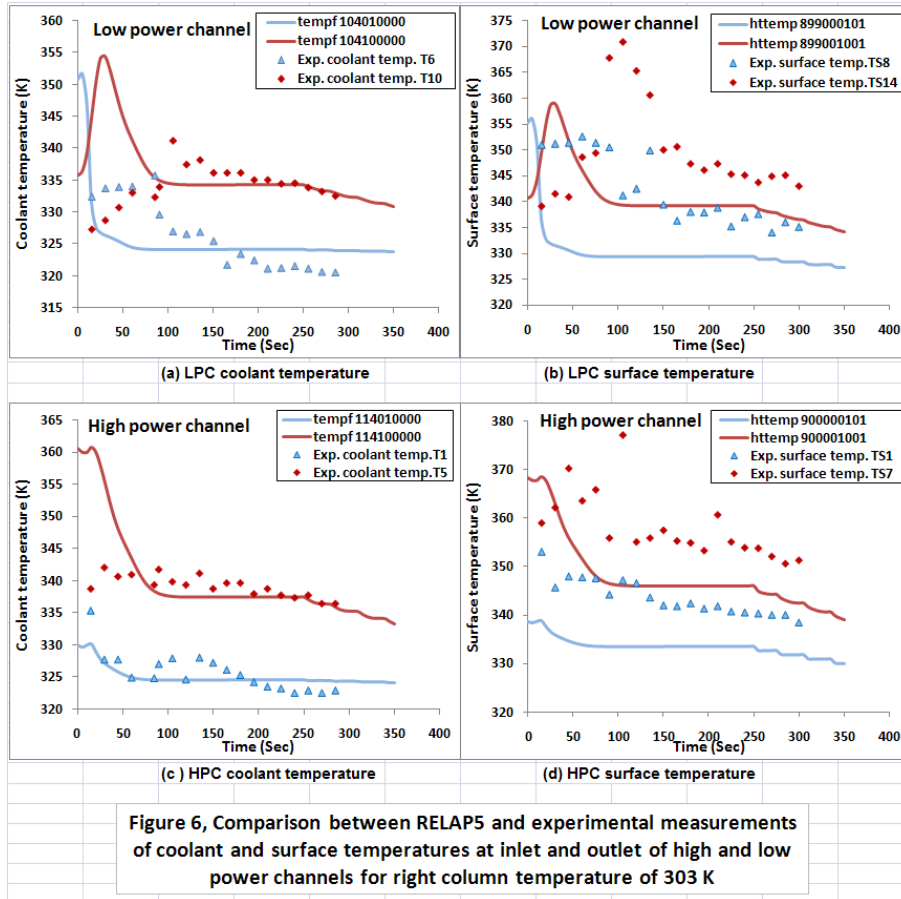 Low power channel
tempf 104010000
tempf 104100000
Exp. coolant temp. T6
Exp. coolant temp. T10
Coolant temperature (K)
360
355
350
345
340
335
330
325
320
315
0 50 100 150 200 250 300 350 400
Time (Sec)
(a) LPC coolant temperature
Low power channel
httemp 899000101
httemp 899001001
Exp. surface temp.TS8
Exp. surface temp.TS14
Surface temperature (K)
375
370
365
360
355
350
345
340
335
330
325
320
0 50 100 150 200 250 300 350 400
Time (Sec)
(b) LPC surface temperature
High power channel
tempf 114010000
tempf 114100000
Exp. coolant temp.T1
Exp. coolant temp.T5
Coolant temperature (K)
365
360
355
350
345
340
335
330
325
320
0 50 100 150 200 250 300 350 400
Time (Sec)
(c ) HPC coolant temperature
High power channel
httemp 900000101
httemp 900001001
Exp. surface temp. TS1
Exp. surface temp. TS7
Surface temperature (K)
380
370
360
350
340
330
320
0 50 100 150 200 250 300 350 400
Time (Sec)
(d) HPC surface temperature
Figure 6, Comparison between RELAP5 and experimental measurements
of coolant and surface temperatures at inlet and outlet of high and low
power channels for right column temperature of 303 K